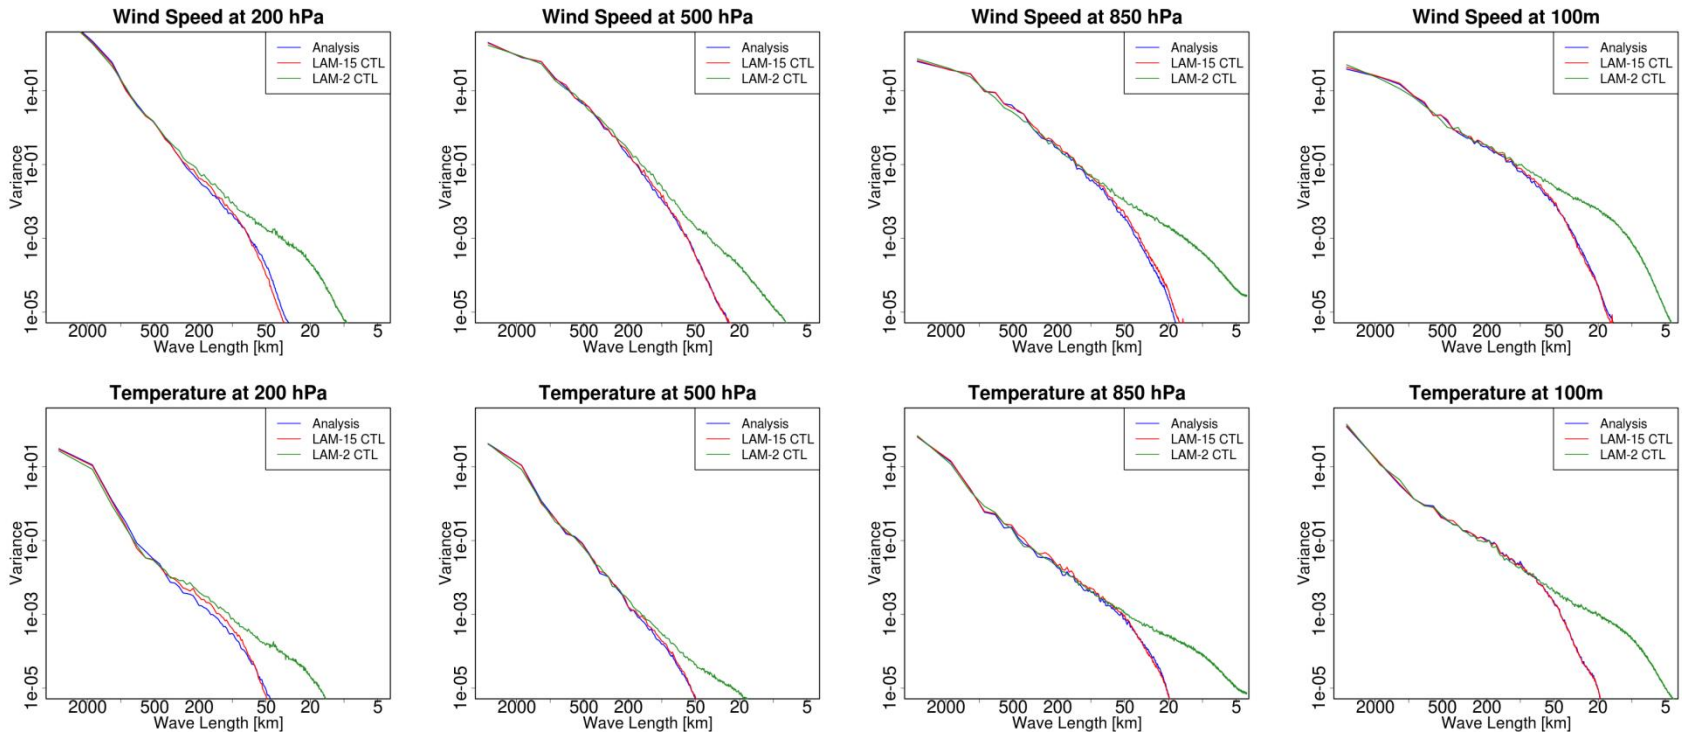 Wind Speed at 200 hPa
Analysis
LAM-15 CTL
LAM-2 CTL
Variance
1e+01
1e-01
1e-03
1e-05
2000 500 200 50 20 5
Wave Length [km]
Wind Speed at 500 hPa
Analysis
LAM-15 CTL
LAM-2 CTL
Variance
1e+01
1e-01
1e-03
1e-05
2000 500 200 50 20 5
Wave Length [km]
Wind Speed at 850 hPa
Analysis
LAM-15 CTL
LAM-2 CTL
Variance
1e+01
1e-01
1e-03
1e-05
2000 500 200 50 20 5
Wave Length [km]
Wind Speed at 100m
Analysis
LAM-15 CTL
LAM-2 CTL
Variance
1e+01
1e-01
1e-03
1e-05
2000 500 200 50 20 5
Wave Length [km]
Temperature at 200 hPa
Analysis
LAM-15 CTL
LAM-2 CTL
Variance
1e+01
1e-01
1e-03
1e-05
2000 500 200 50 20 5
Wave Length [km]
Temperature at 500 hPa
Analysis
LAM-15 CTL
LAM-2 CTL
Variance
1e+01
1e-01
1e-03
1e-05
2000 500 200 50 20 5
Wave Length [km]
Temperature at 850 hPa
Analysis
LAM-15 CTL
LAM-2 CTL
Variance
1e+01
1e-01
1e-03
1e-05
2000 500 200 50 20 5
Wave Length [km]
Temperature at 100m
Analysis
LAM-15 CTL
LAM-2 CTL
Variance
1e+01
1e-01
1e-03
1e-05
2000 500 200 50 20 5
Wave Length [km]